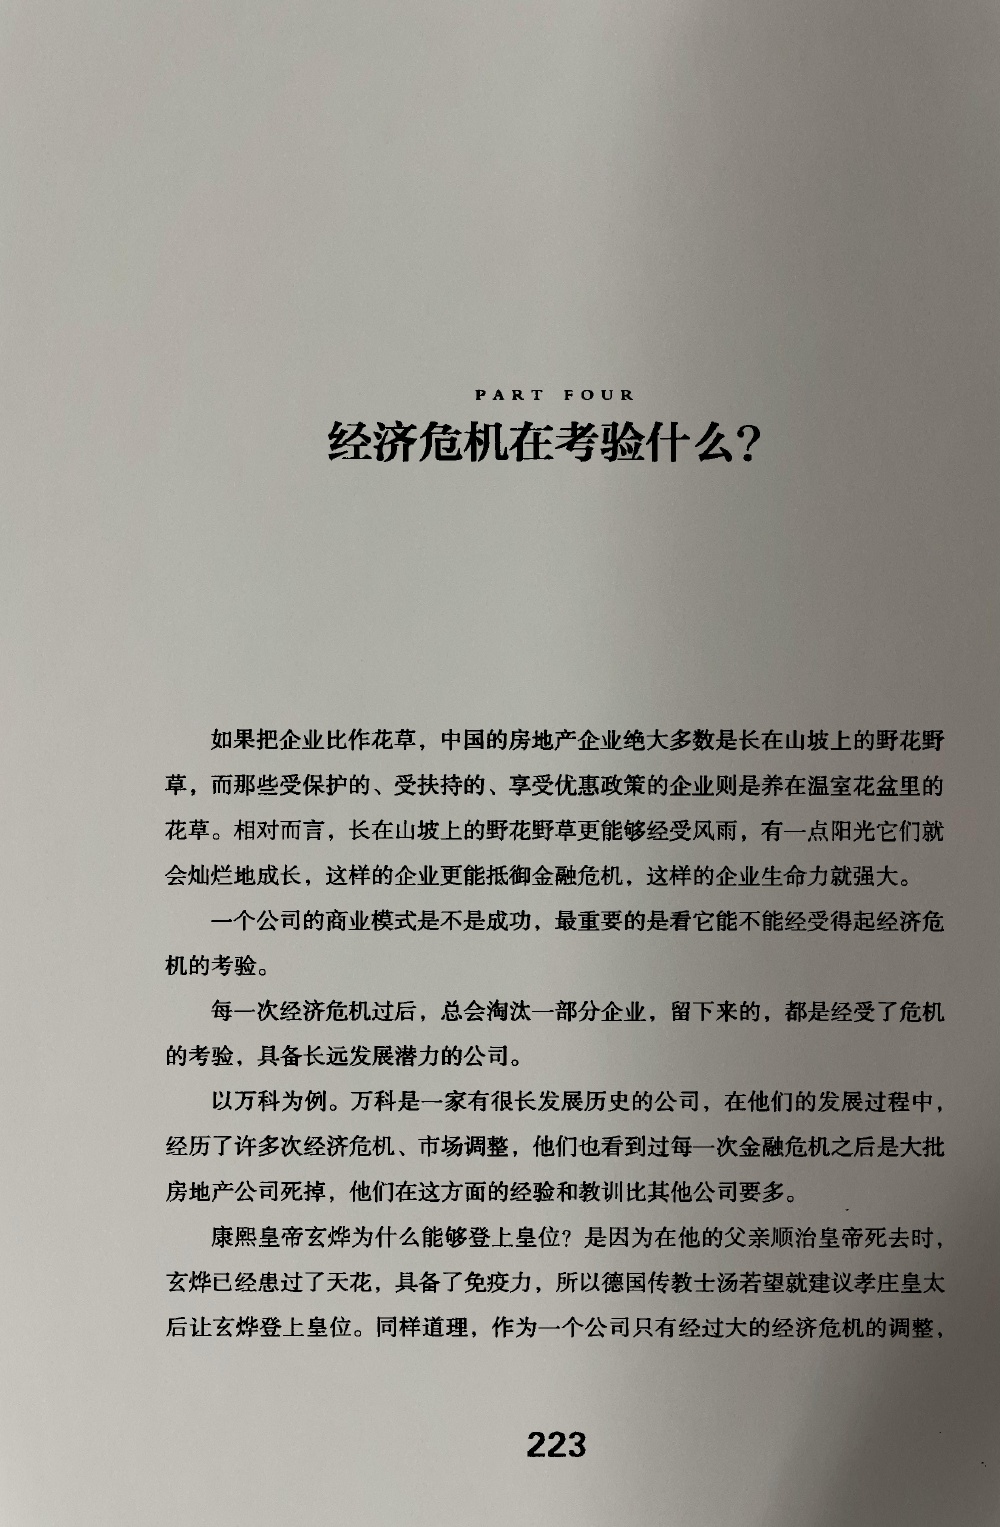 PART FOUR
经济危机在考验什么？
如果把企业比作花草，中国的房地产企业绝大多数是长在山坡上的野花野
草，而那些受保护的、受扶持的、享受优惠政策的企业则是养在温室花盆里的
花草。相对而言，长在山坡上的野花野草更能够经受风雨，有一点阳光它们就
会灿烂地成长，这样的企业更能抵御金融危机，这样的企业生命力就强大。
一个公司的商业模式是不是成功，最重要的是看它能不能经受得起经济危
机的考验。
每一次经济危机过后，总会淘汰一部分企业，留下来的，都是经受了危机
的考验，具备长远发展潜力的公司。
以万科为例。万科是一家有很长发展历史的公司，在他们的发展过程中，
经历了许多次经济危机、市场调整，他们也看到过每一次金融危机之后是大批
房地产公司死掉，他们在这方面的经验和教训比其他公司要多。
康熙皇帝玄烨为什么能够登上皇位？是因为在他的父亲顺治皇帝死去时，
玄烨已经患过了天花，具备了免疫力，所以德国传教士汤若望就建议孝庄皇太
后让玄烨登上皇位。同样道理，作为一个公司只有经过大的经济危机的调整，
223